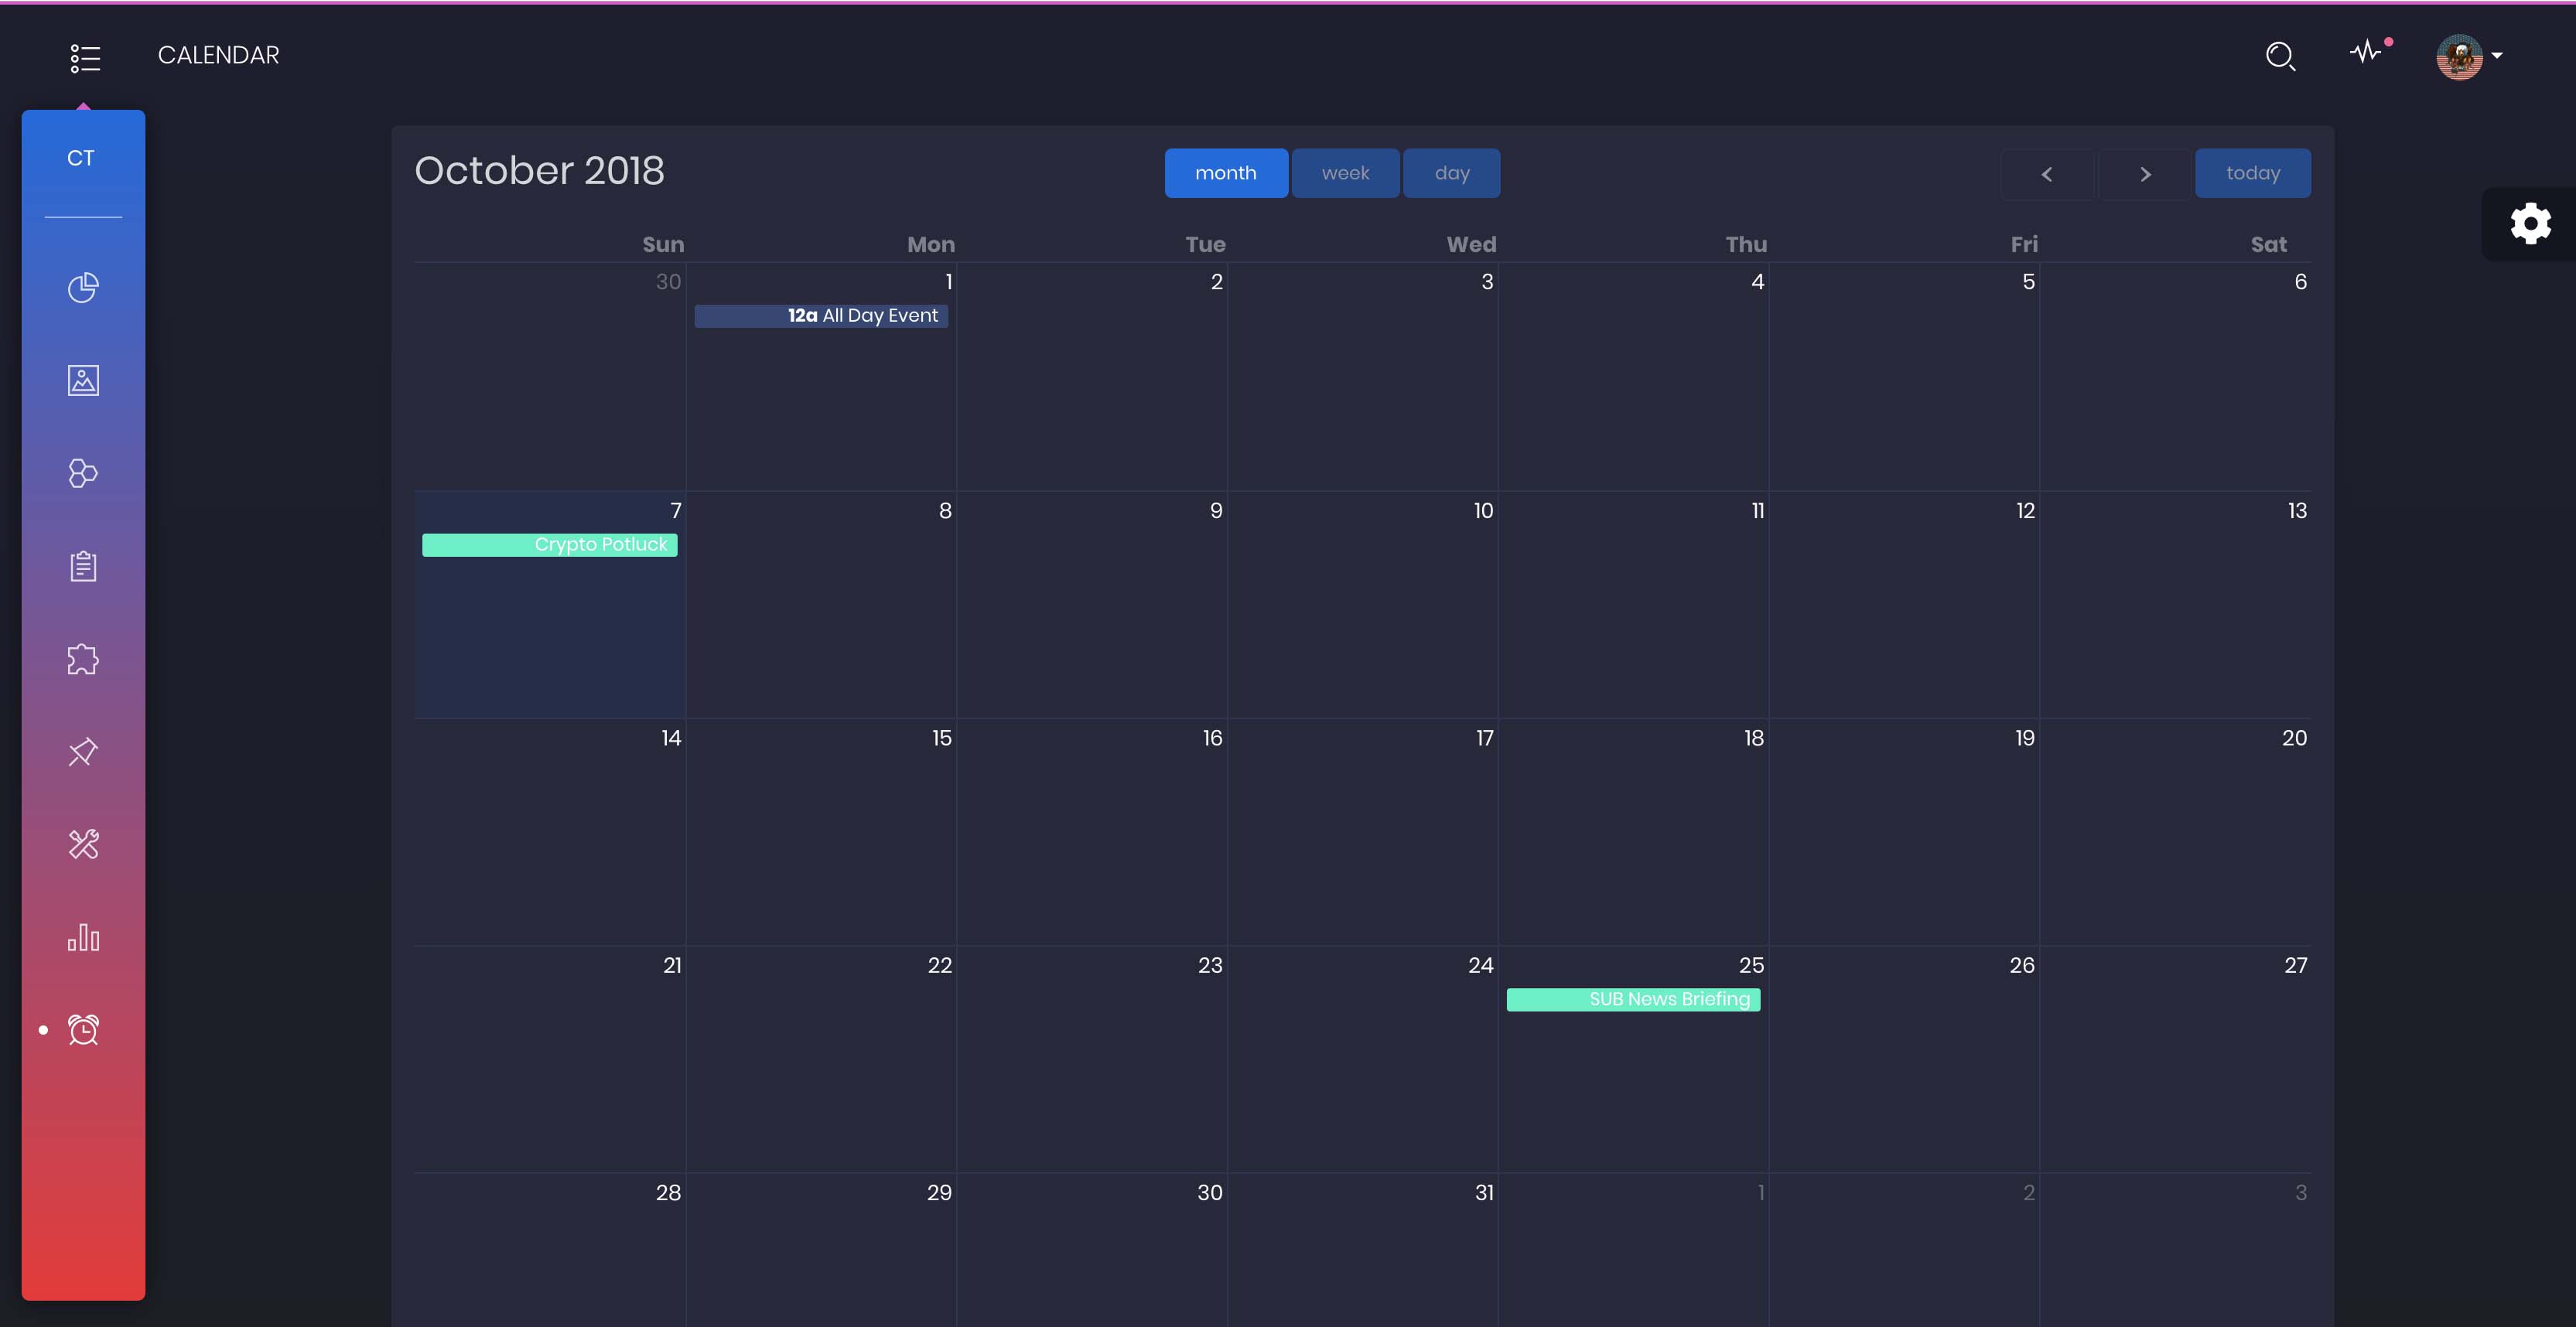 CALENDAR
CT
October 2018
month week day
today
Sun Mon Tue Wed Thu Fri Sat
30 1 2 3 4 5 6
12a All Day Event
7 8 9 10 11 12 13
Crypto Potluck
14 15 16 17 18 19 20
21 22 23 24 25 26 27
SUB News Briefing
28 29 30 31 1 2 3